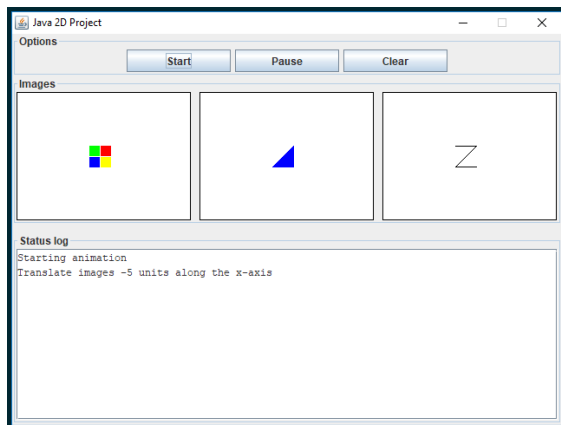 Java 2D Project
Options
Start Pause Clear
Images
Status log
Starting animation
Translate images -5 units along the x-axis